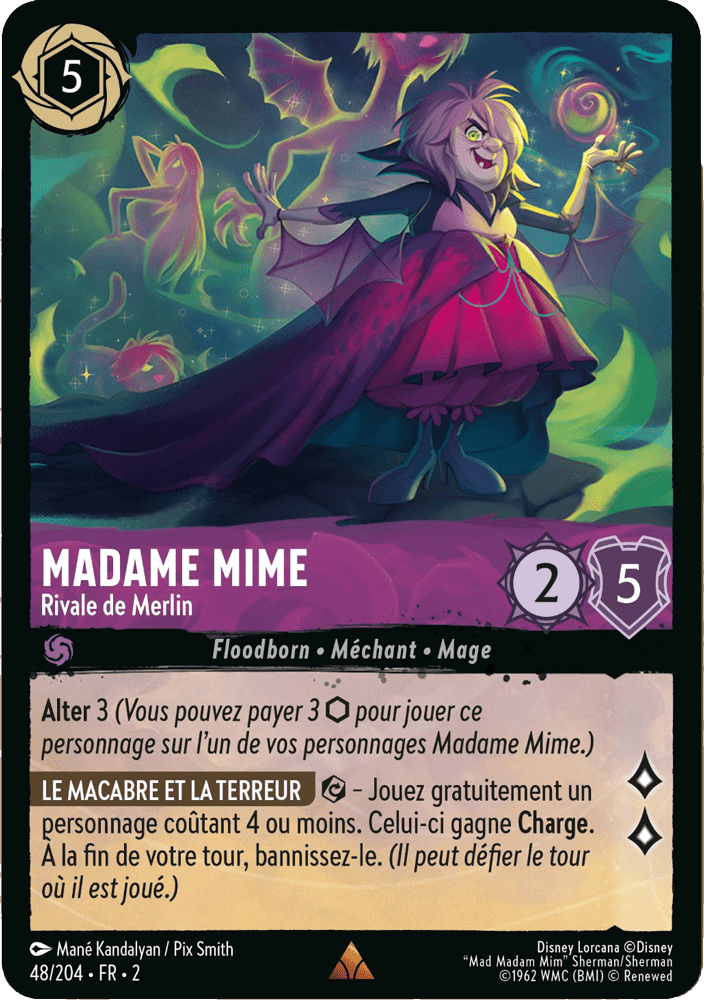 5
MADAME MIME
Rivale de Merlin
2
5
Floodborn • Méchant • Mage
Alter 3 (Vous pouvez payer 3 ⬡ pour jouer ce
personnage sur l'un de vos personnages Madame Mime.)
LE MACABRE ET LA TERREUR – Jouez gratuitement un
personnage coûtant 4 ou moins. Celui-ci gagne Charge.
À la fin de votre tour, bannissez-le. (Il peut défier le tour
où il est joué.)
Mané Kandalyan / Pix Smith
48/204 • FR • 2
Disney Lorcana ©Disney
"Mad Madam Mim" Sherman/Sherman
©1962 WMC (BMI) © Renewed